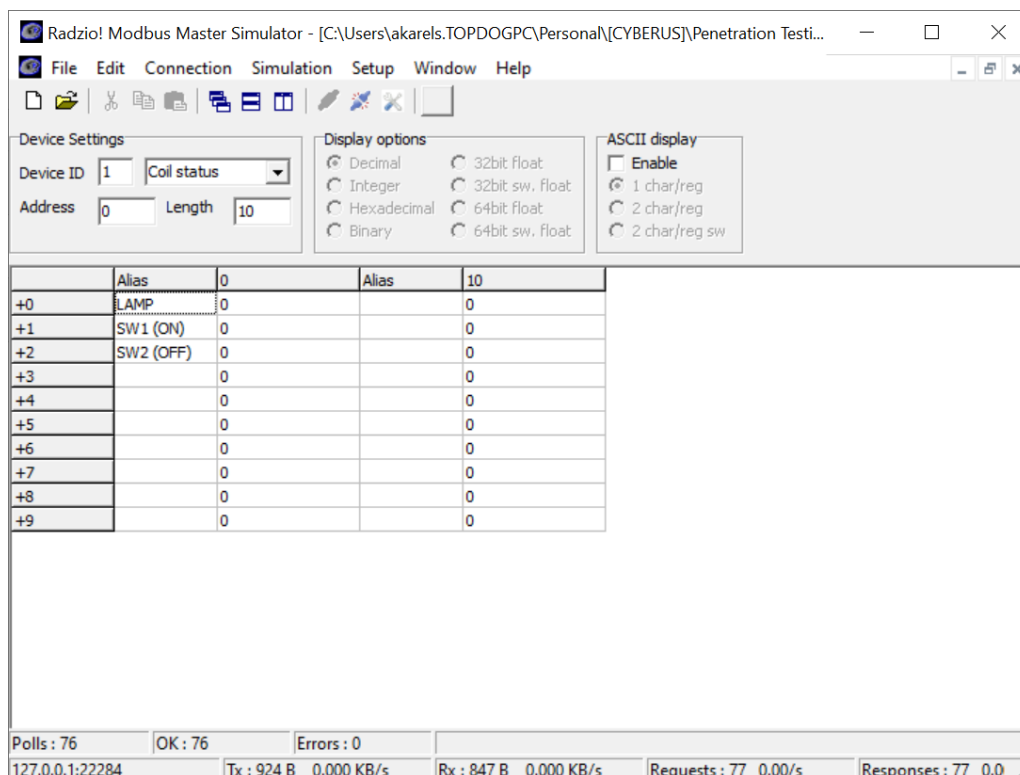 Radzio! Modbus Master Simulator - [C:\Users\akarels.TOPDOGPC\Personal\[CYBERUS]\Penetration Testi...
File Edit Connection Simulation Setup Window Help
Device Settings
Device ID 1 Coil status
Address 0 Length 10
Display options
Decimal 32bit float
Integer 32bit sw. float
Hexadecimal 64bit float
Binary 64bit sw. float
ASCII display
Enable
1 char/reg
2 char/reg
2 char/reg sw
Alias 0 Alias 10
+0 LAMP 0 0
+1 SW1 (ON) 0 0
+2 SW2 (OFF) 0 0
+3 0 0
+4 0 0
+5 0 0
+6 0 0
+7 0 0
+8 0 0
+9 0 0
Polls : 76 OK : 76 Errors : 0
127.0.0.1:22284 Tx : 924 B 0.000 KB/s Rx : 847 B 0.000 KB/s Requests : 77 0.00/s Responses : 77 0.0